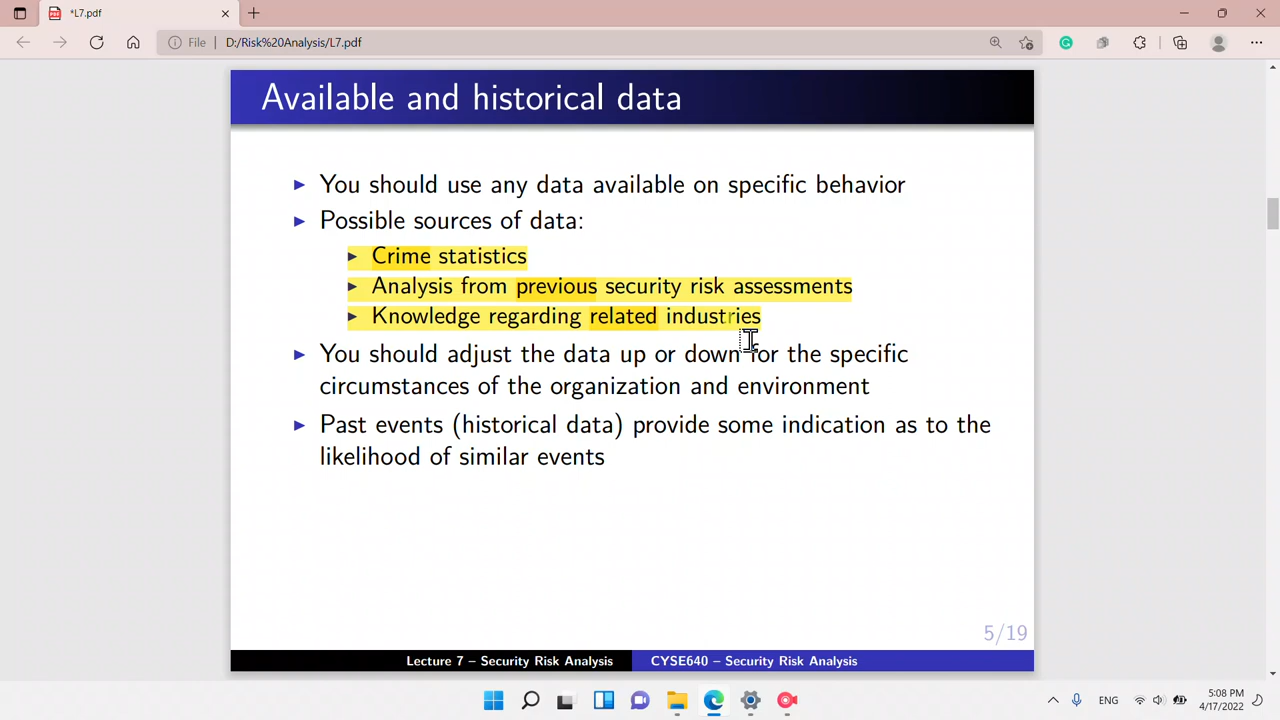 *L7.pdf
File
D:/Risk%20Analysis/L7.pdf
Available and historical data
You should use any data available on specific behavior
Possible sources of data:
Crime statistics
Analysis from previous security risk assessments
Knowledge regarding related industries
You should adjust the data up or down for the specific
circumstances of the organization and environment
Past events (historical data) provide some indication as to the
likelihood of similar events
5/19
Lecture 7 – Security Risk Analysis
CYSE640 – Security Risk Analysis
ENG
5:08 PM
4/17/2022